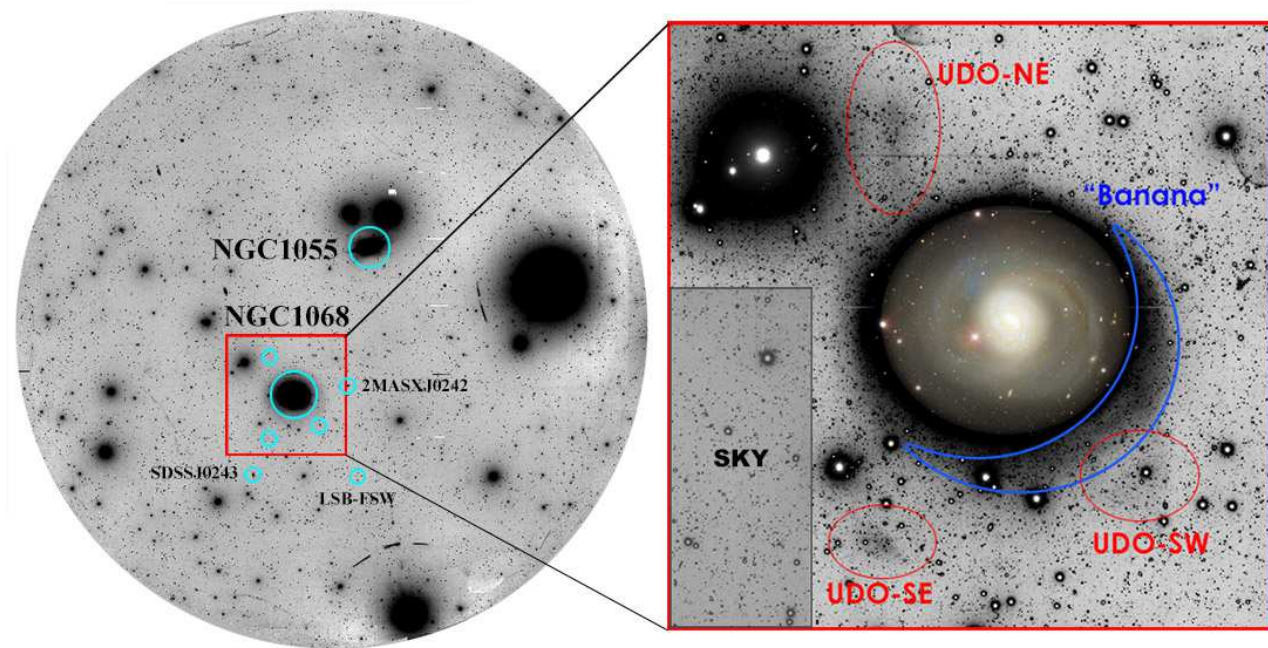 NGC1055
NGC1068
2MASXJ0242
SDSSJ0243
LSB-FSW
UDO-NE
"Banana"
SKY
UDO-SW
UDO-SE